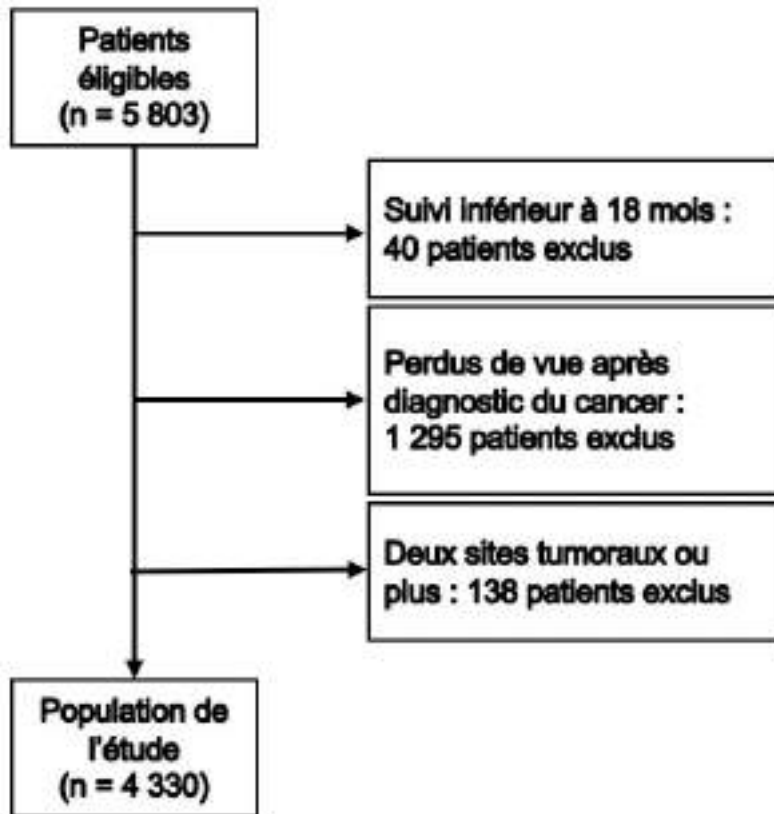 Patients
éligibles
(n = 5 803)
Suivi inférieur à 18 mois :
40 patients exclus
Perdus de vue après
diagnostic du cancer :
1 295 patients exclus
Deux sites tumoraux ou
plus : 138 patients exclus
Population de
l'étude
(n = 4 330)